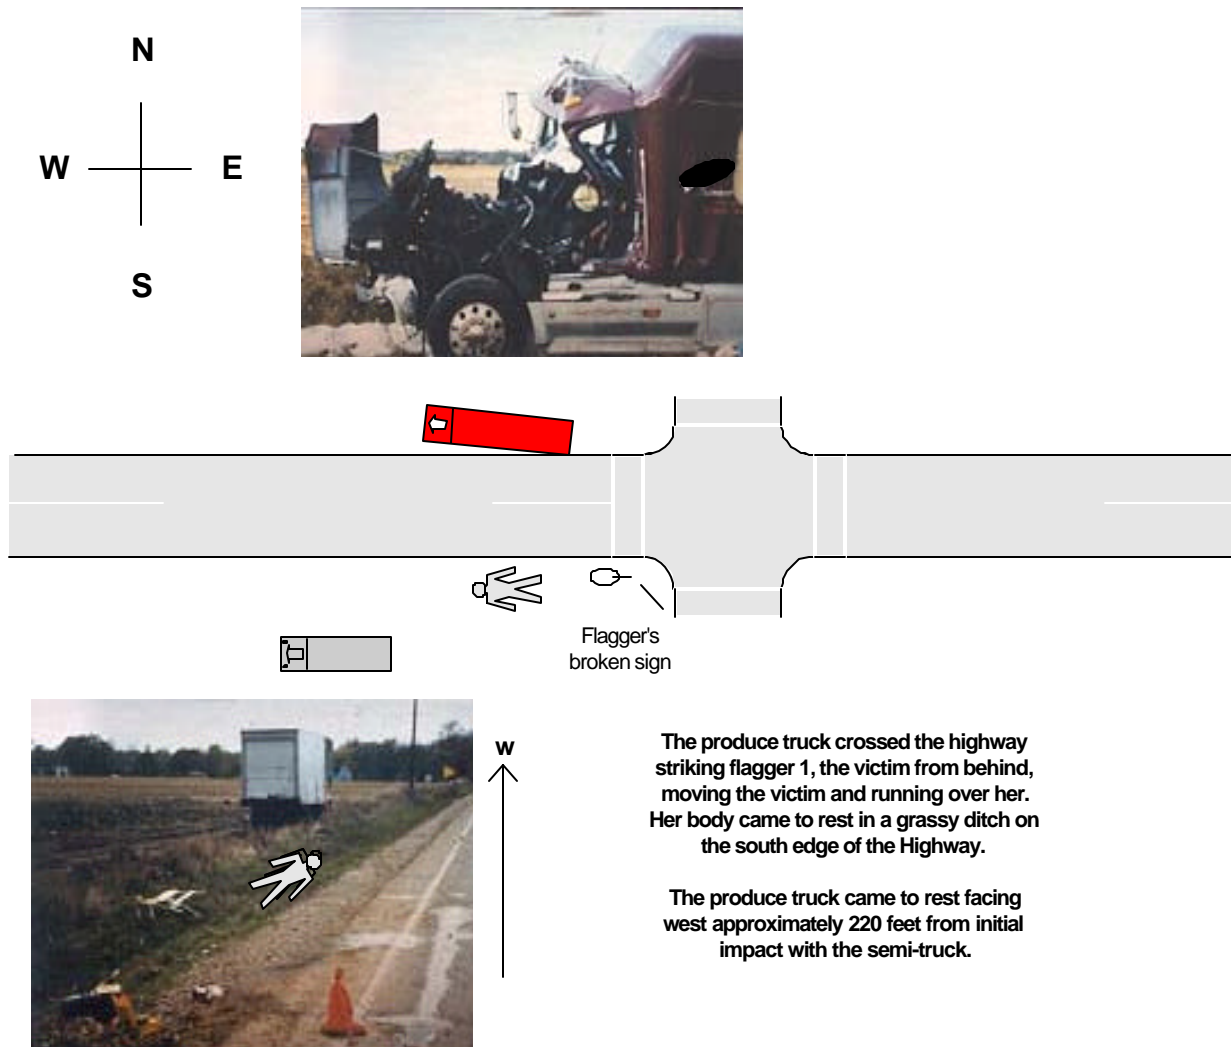 N
W
E
S
Flagger's
broken sign
W
The produce truck crossed the highway
striking flagger 1, the victim from behind,
moving the victim and running over her.
Her body came to rest in a grassy ditch on
the south edge of the Highway.
The produce truck came to rest facing
west approximately 220 feet from initial
impact with the semi-truck.